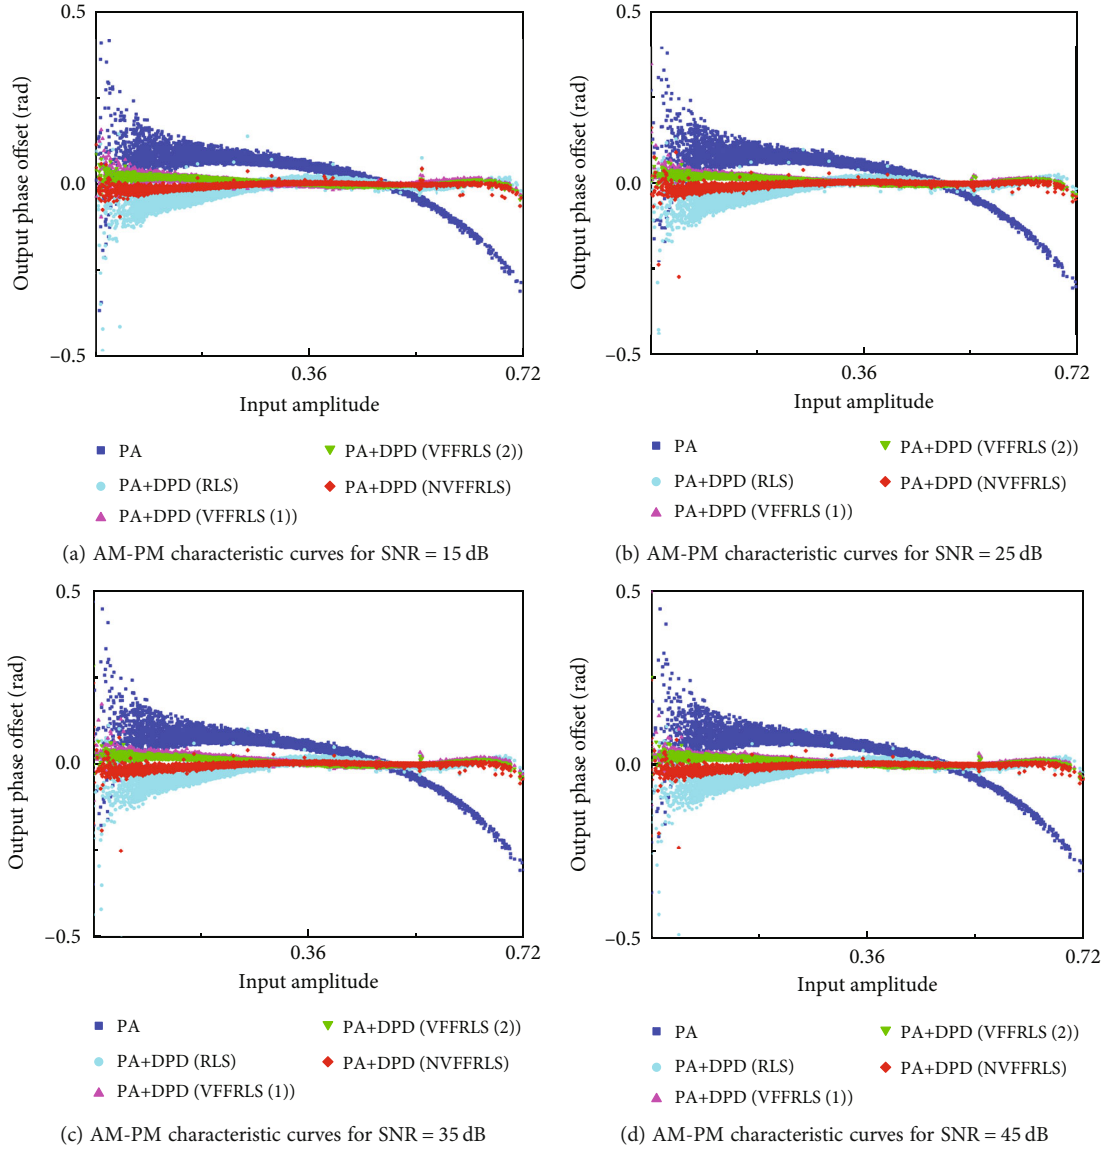 0.5
0.0
–0.5
Output phase offset (rad)
0.36
0.72
Input amplitude
PA
PA+DPD (RLS)
PA+DPD (VFFRLS (1))
PA+DPD (VFFRLS (2))
PA+DPD (NVFFRLS)
(a) AM-PM characteristic curves for SNR = 15 dB
0.5
0.0
–0.5
Output phase offset (rad)
0.36
0.72
Input amplitude
PA
PA+DPD (RLS)
PA+DPD (VFFRLS (1))
PA+DPD (VFFRLS (2))
PA+DPD (NVFFRLS)
(b) AM-PM characteristic curves for SNR = 25 dB
0.5
0.0
–0.5
Output phase offset (rad)
0.36
0.72
Input amplitude
PA
PA+DPD (RLS)
PA+DPD (VFFRLS (1))
PA+DPD (VFFRLS (2))
PA+DPD (NVFFRLS)
(c) AM-PM characteristic curves for SNR = 35 dB
0.5
0.0
–0.5
Output phase offset (rad)
0.36
0.72
Input amplitude
PA
PA+DPD (RLS)
PA+DPD (VFFRLS (1))
PA+DPD (VFFRLS (2))
PA+DPD (NVFFRLS)
(d) AM-PM characteristic curves for SNR = 45 dB